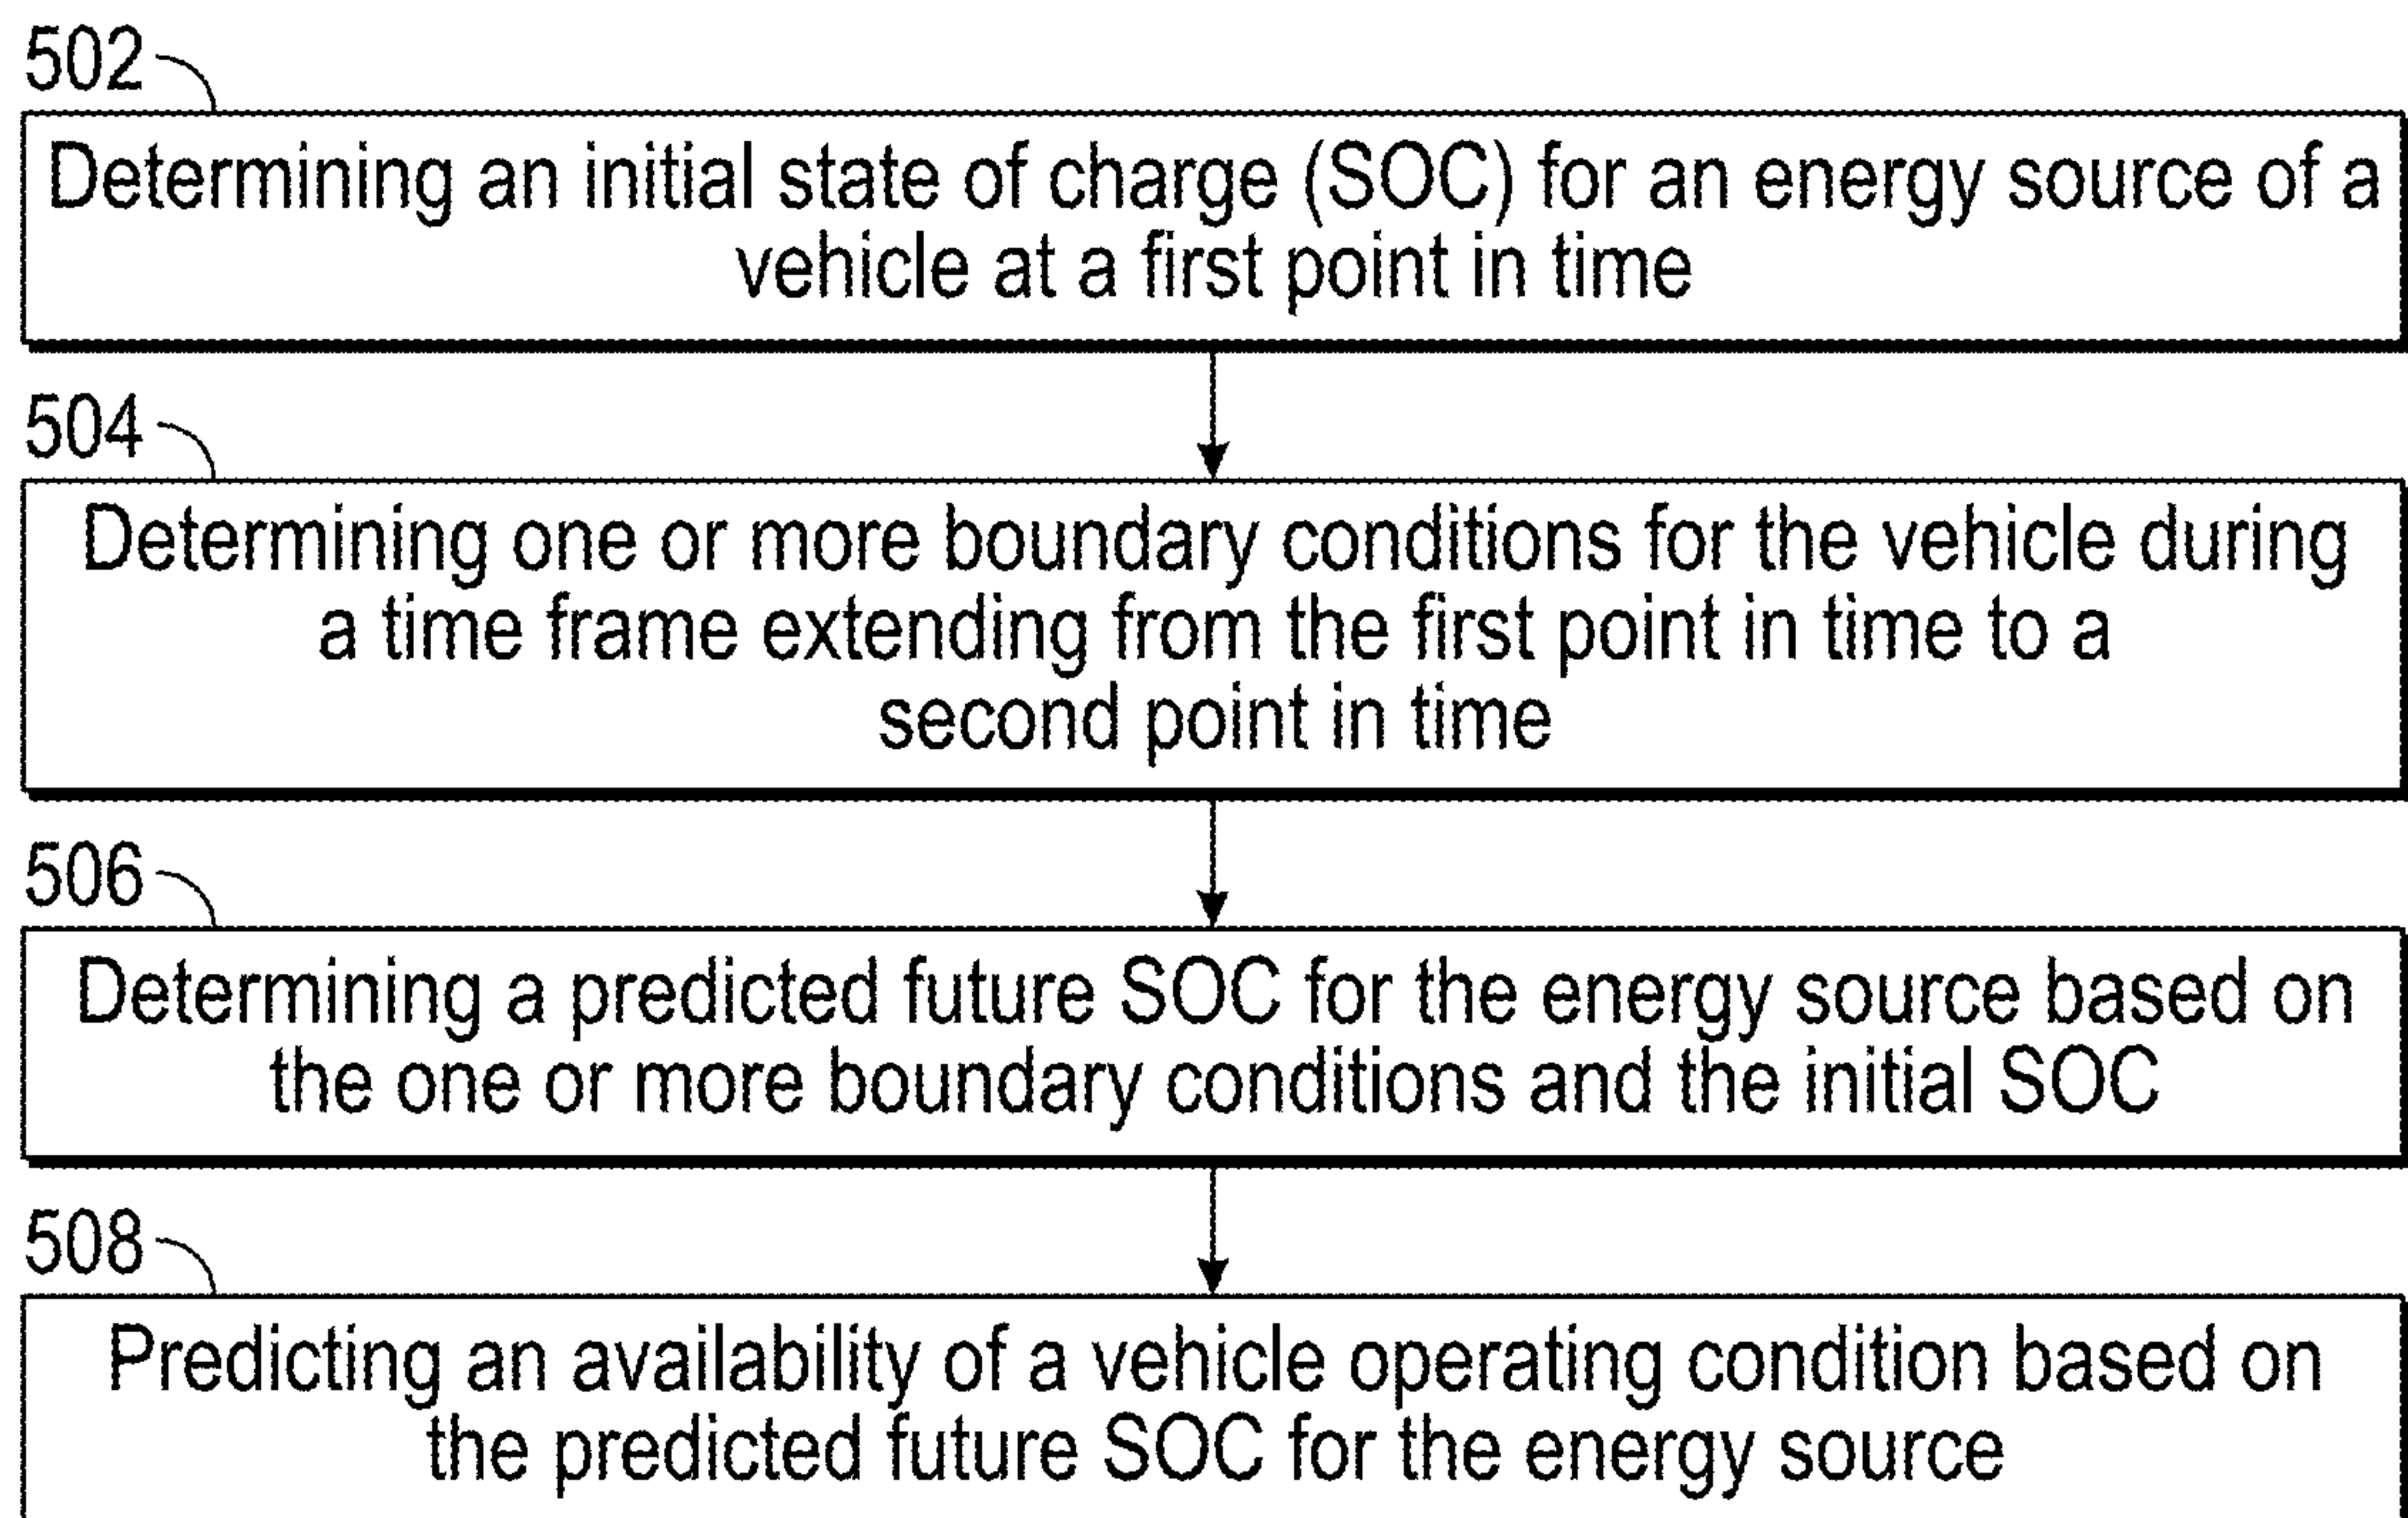 502
Determining an initial state of charge (SOC) for an energy source of a
vehicle at a first point in time
504
Determining one or more boundary conditions for the vehicle during
a time frame extending from the first point in time to a
second point in time
506
Determining a predicted future SOC for the energy source based on
the one or more boundary conditions and the initial SOC
508
Predicting an availability of a vehicle operating condition based on
the predicted future SOC for the energy source